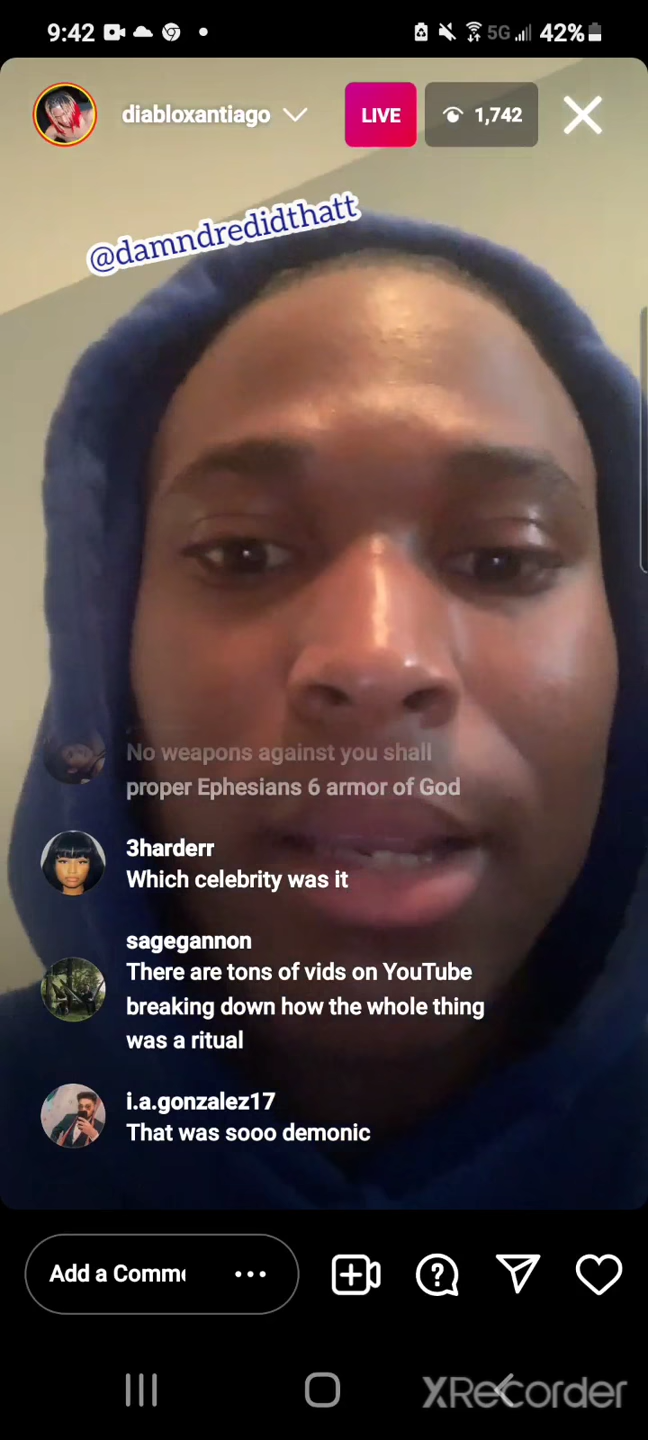 9:42
5G
42%
diabloxantiago
LIVE
1,742
@damndredidthatt
No weapons against you shall
proper Ephesians 6 armor of God
3harderr
Which celebrity was it
sagegannon
There are tons of vids on YouTube
breaking down how the whole thing
was a ritual
i.a.gonzalez17
That was sooo demonic
Add a Comme
XRecorder